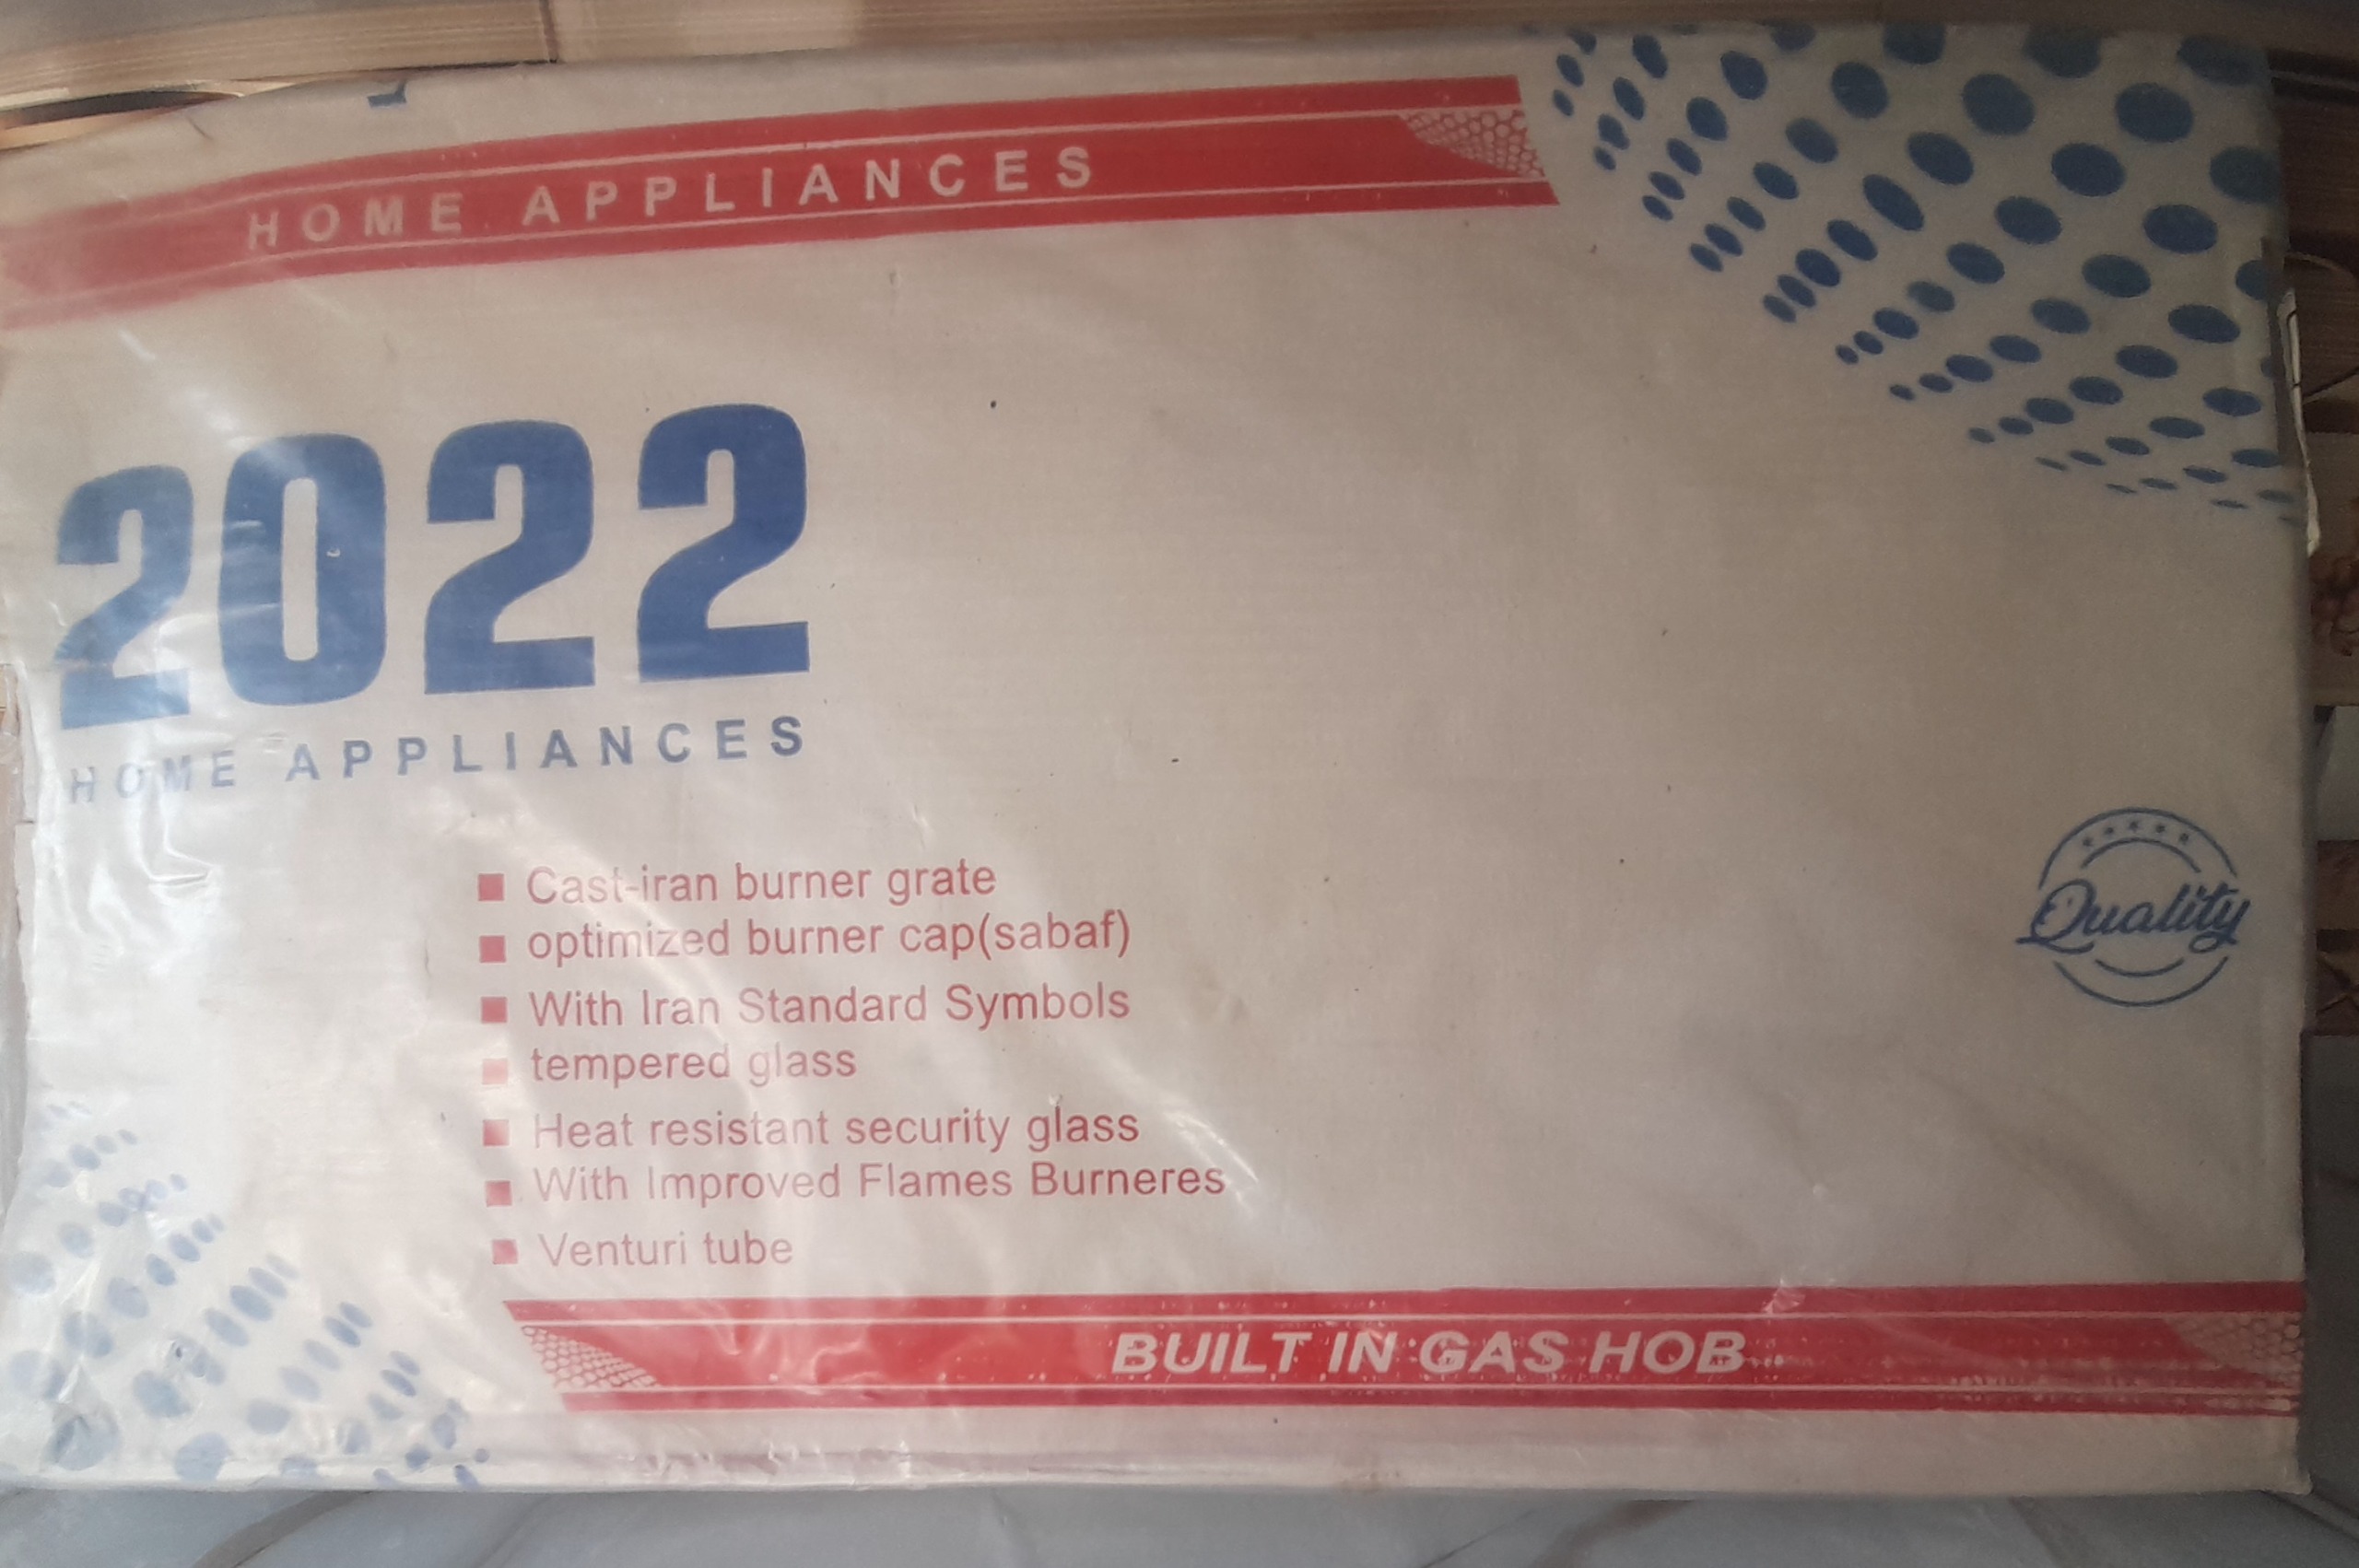 HOME APPLIANCES
2022
HOME APPLIANCES
Cast-iran burner grate
optimized burner cap(sabaf)
With Iran Standard Symbols
tempered glass
Heat resistant security glass
With Improved Flames Burneres
Venturi tube
Quality
BUILT IN GAS HOB